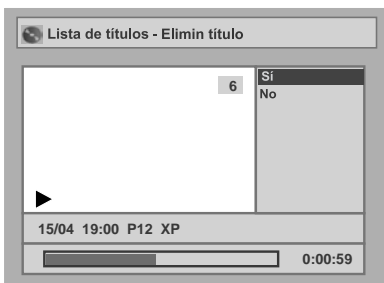 Lista de títulos - Elimin título
6
Sí
No
15/04 19:00 P12 XP
0:00:59